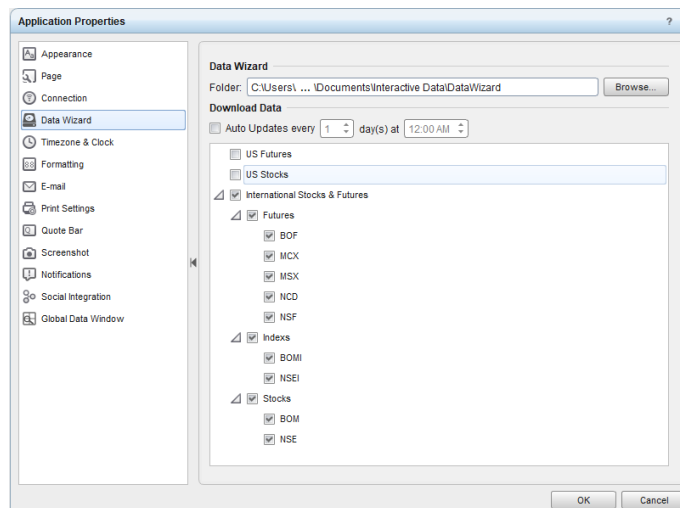 Application Properties
?
Appearance
Page
Connection
Data Wizard
Timezone & Clock
Formatting
E-mail
Print Settings
Quote Bar
Screenshot
Notifications
Social Integration
Global Data Window
Data Wizard
Folder: C:\Users\ ... \Documents\Interactive Data\DataWizard Browse...
Download Data
Auto Updates every 1 day(s) at 12:00 AM
US Futures
US Stocks
International Stocks & Futures
Futures
BOF
MCX
MSX
NCD
NSF
Indexs
BOMI
NSEI
Stocks
BOM
NSE
OK Cancel